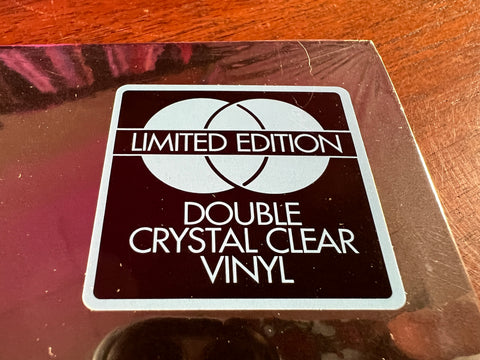 LIMITED EDITION
DOUBLE
CRYSTAL CLEAR
VINYL